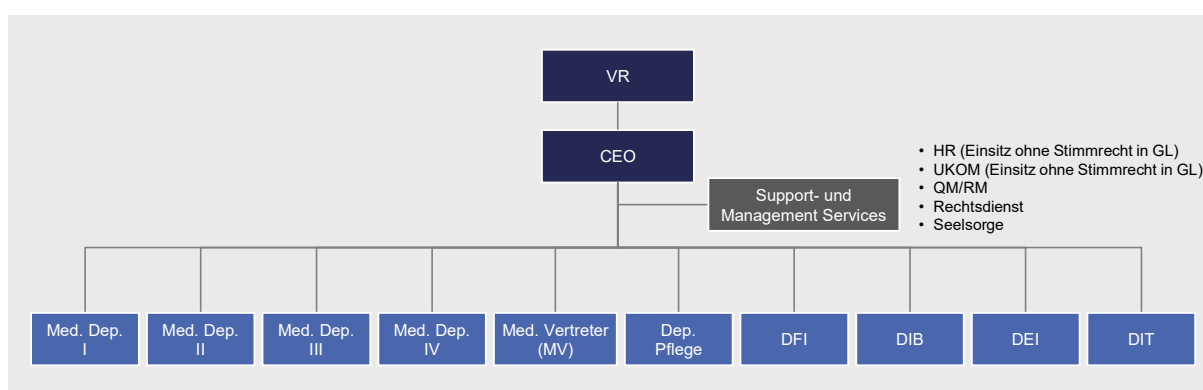 VR
CEO
Support- und
Management Services
• HR (Einsitz ohne Stimmrecht in GL)
• UKOM (Einsitz ohne Stimmrecht in GL)
• QM/RM
• Rechtsdienst
• Seelsorge
Med. Dep.
I
Med. Dep.
II
Med. Dep.
III
Med. Dep.
IV
Med. Vertreter
(MV)
Dep.
Pflege
DFI
DIB
DEI
DIT